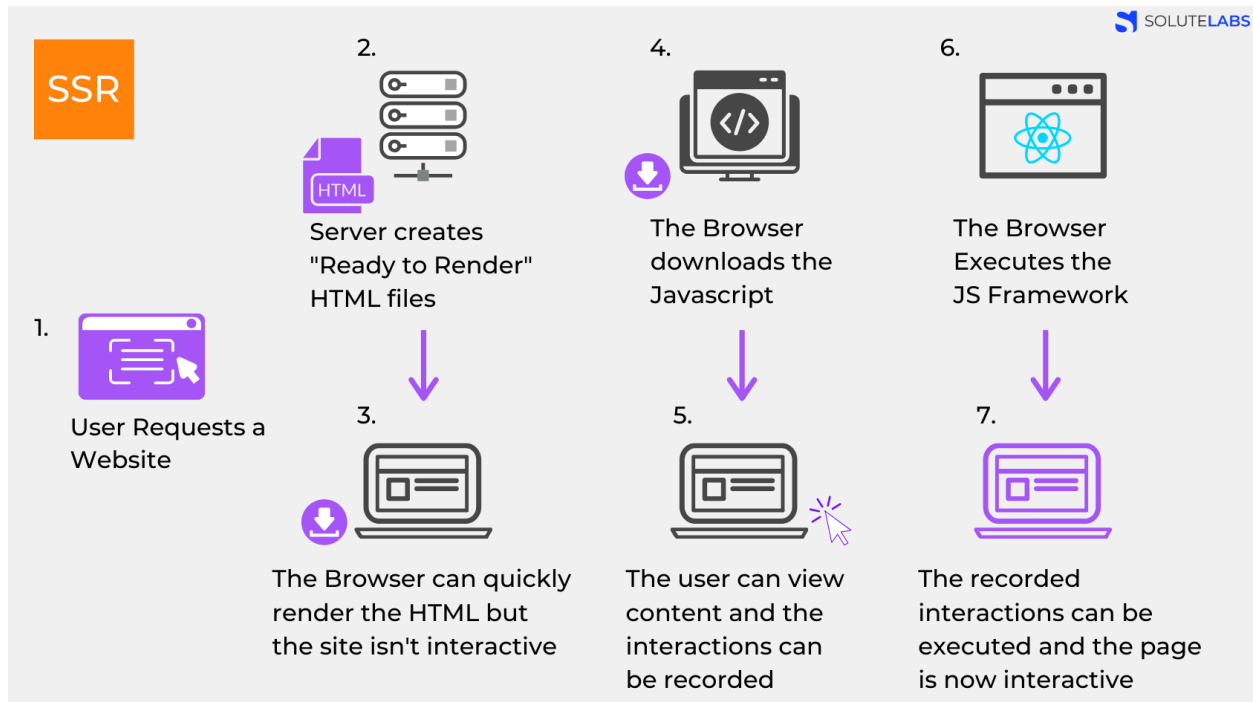 SOLUTELABS
SSR
1.
User Requests a
Website
2.
HTML
Server creates
"Ready to Render"
HTML files
3.
The Browser can quickly
render the HTML but
the site isn't interactive
4.
</>
The Browser
downloads the
Javascript
5.
The user can view
content and the
interactions can
be recorded
6.
The Browser
Executes the
JS Framework
7.
The recorded
interactions can be
executed and the page
is now interactive